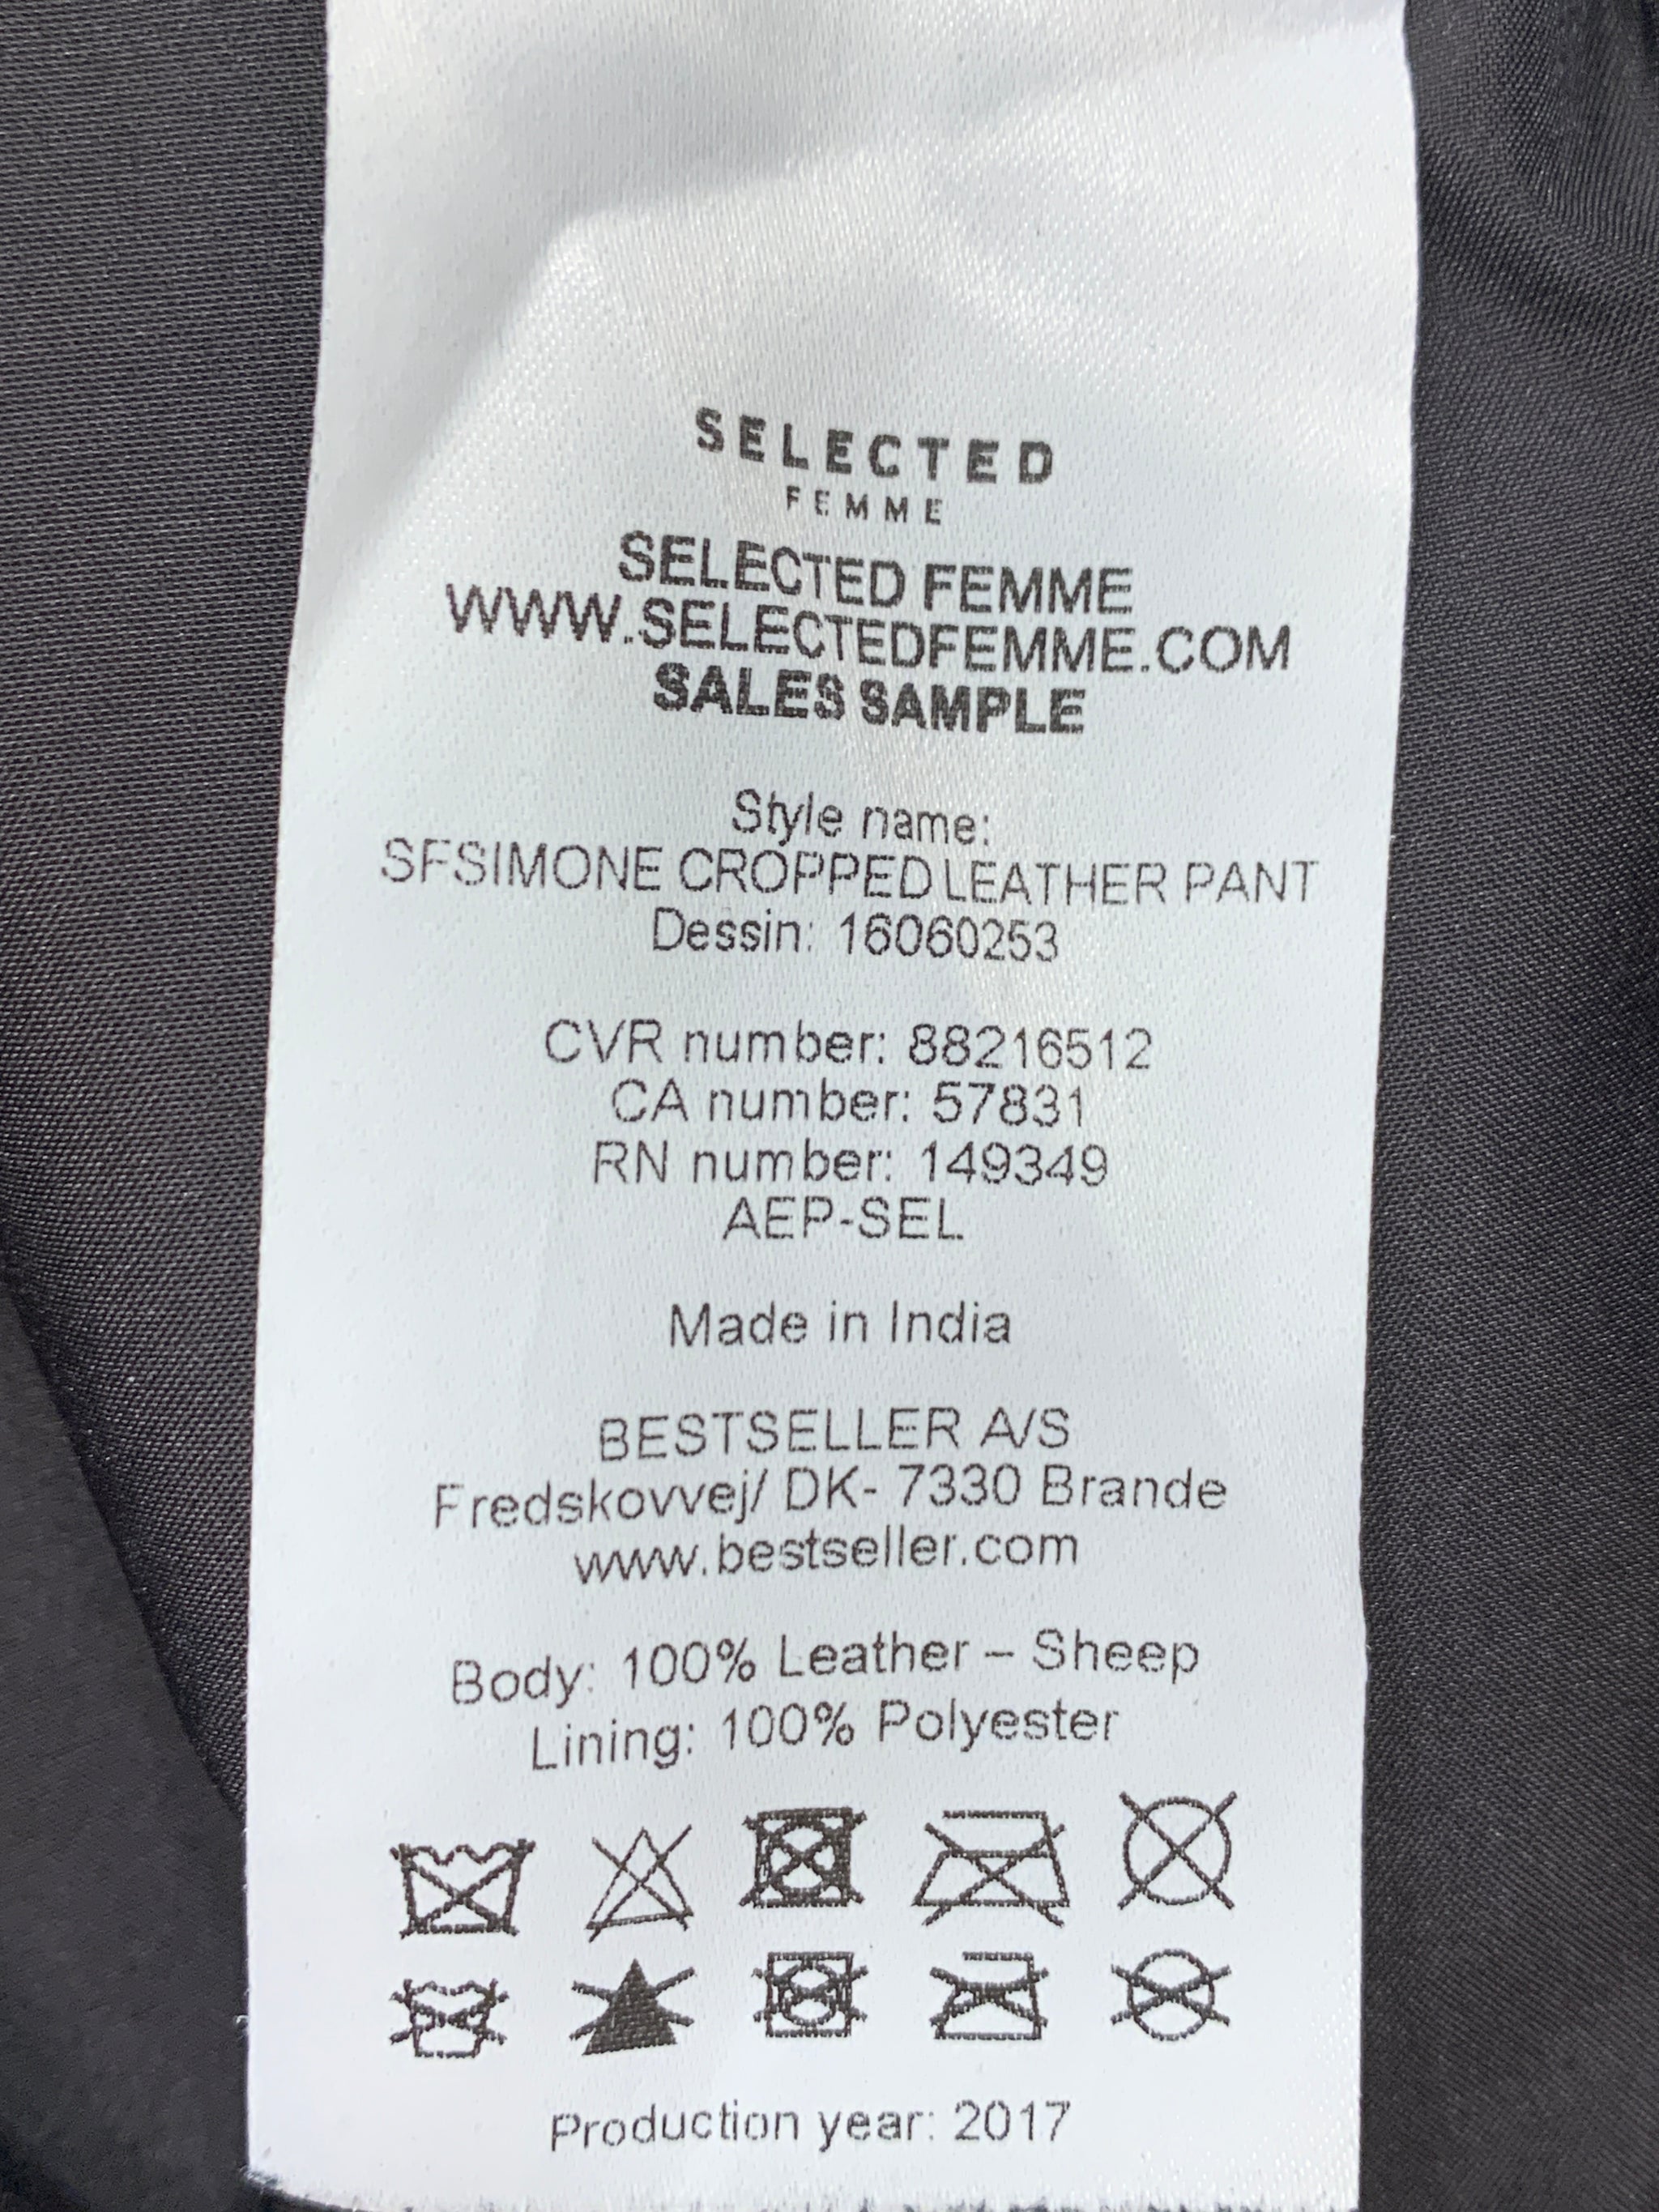 SELECTED
FEMME
SELECTED FEMME
WWW.SELECTEDFEMME.COM
SALES SAMPLE
Style name:
SFSIMONE CROPPED LEATHER PANT
Dessin: 16060253
CVR number: 88216512
CA number: 57831
RN number: 149349
AEP-SEL
Made in India
BESTSELLER A/S
Fredskovvej/ DK- 7330 Brande
www.bestseller.com
Body: 100% Leather – Sheep
Lining: 100% Polyester
Production year: 2017